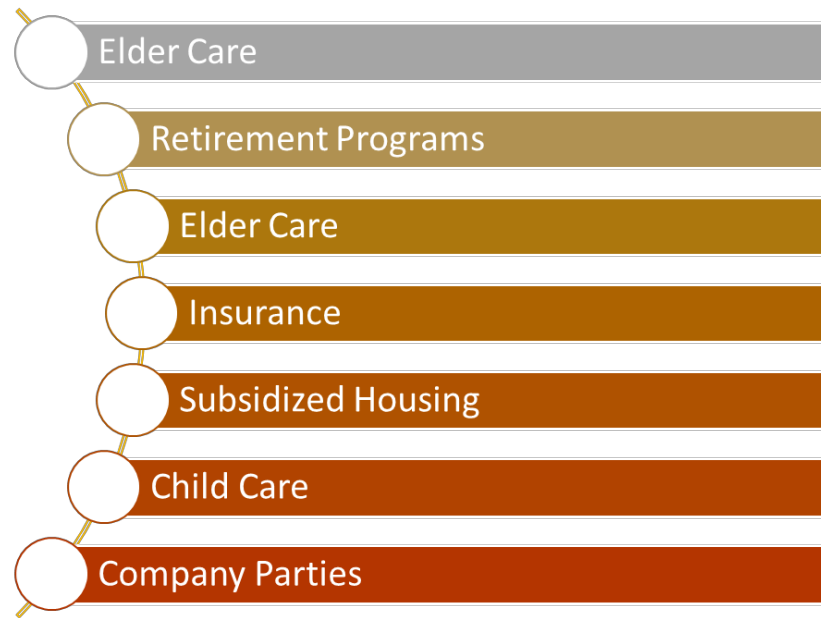 Elder Care
Retirement Programs
Elder Care
Insurance
Subsidized Housing
Child Care
Company Parties